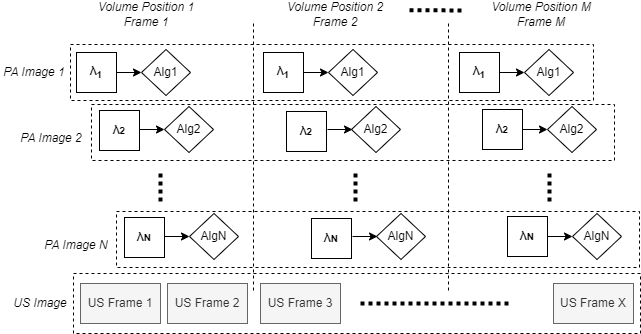 Volume Position 1
Frame 1
Volume Position 2
Frame 2
Volume Position M
Frame M
PA Image 1
λ1 Alg1 λ1 Alg1 λ1 Alg1
PA Image 2
λ2 Alg2 λ2 Alg2 λ2 Alg2
PA Image N
λN AlgN λN AlgN λN AlgN
US Image
US Frame 1 US Frame 2 US Frame 3 US Frame X